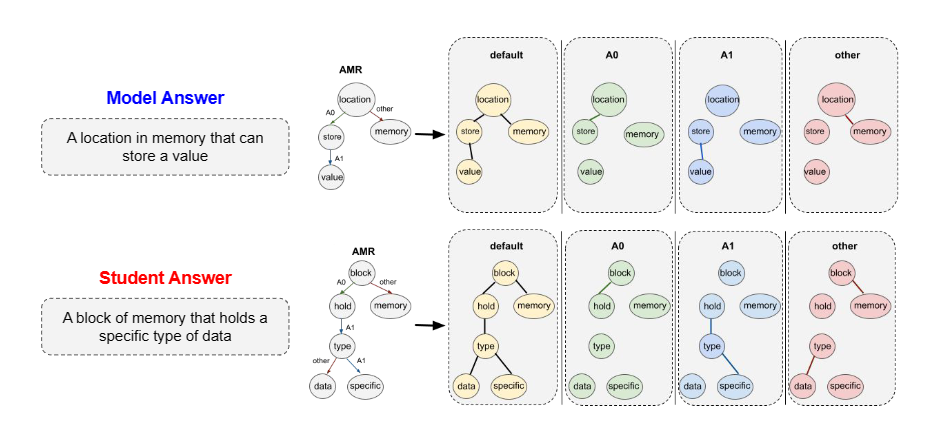 default
A0
A1
other
AMR
Model Answer
A location in memory that can
store a value
location
A0
other
store
memory
A1
value
location
store
memory
value
location
memory
value
location
store
memory
value
location
store
memory
value
default
A0
A1
other
AMR
Student Answer
A block of memory that holds a
specific type of data
block
A0
other
hold
memory
A1
type
other
A1
data
specific
block
hold
memory
type
data
specific
block
hold
memory
type
data
specific
block
hold
memory
type
data
specific
block
hold
memory
type
data
specific